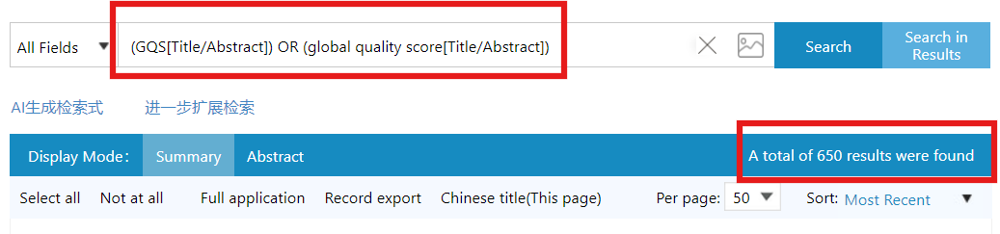 All Fields (GQS[Title/Abstract]) OR (global quality score[Title/Abstract]) Search Search in Results
AI生成检索式 进一步扩展检索
Display Mode： Summary Abstract A total of 650 results were found
Select all Not at all Full application Record export Chinese title(This page) Per page: 50 Sort: Most Recent